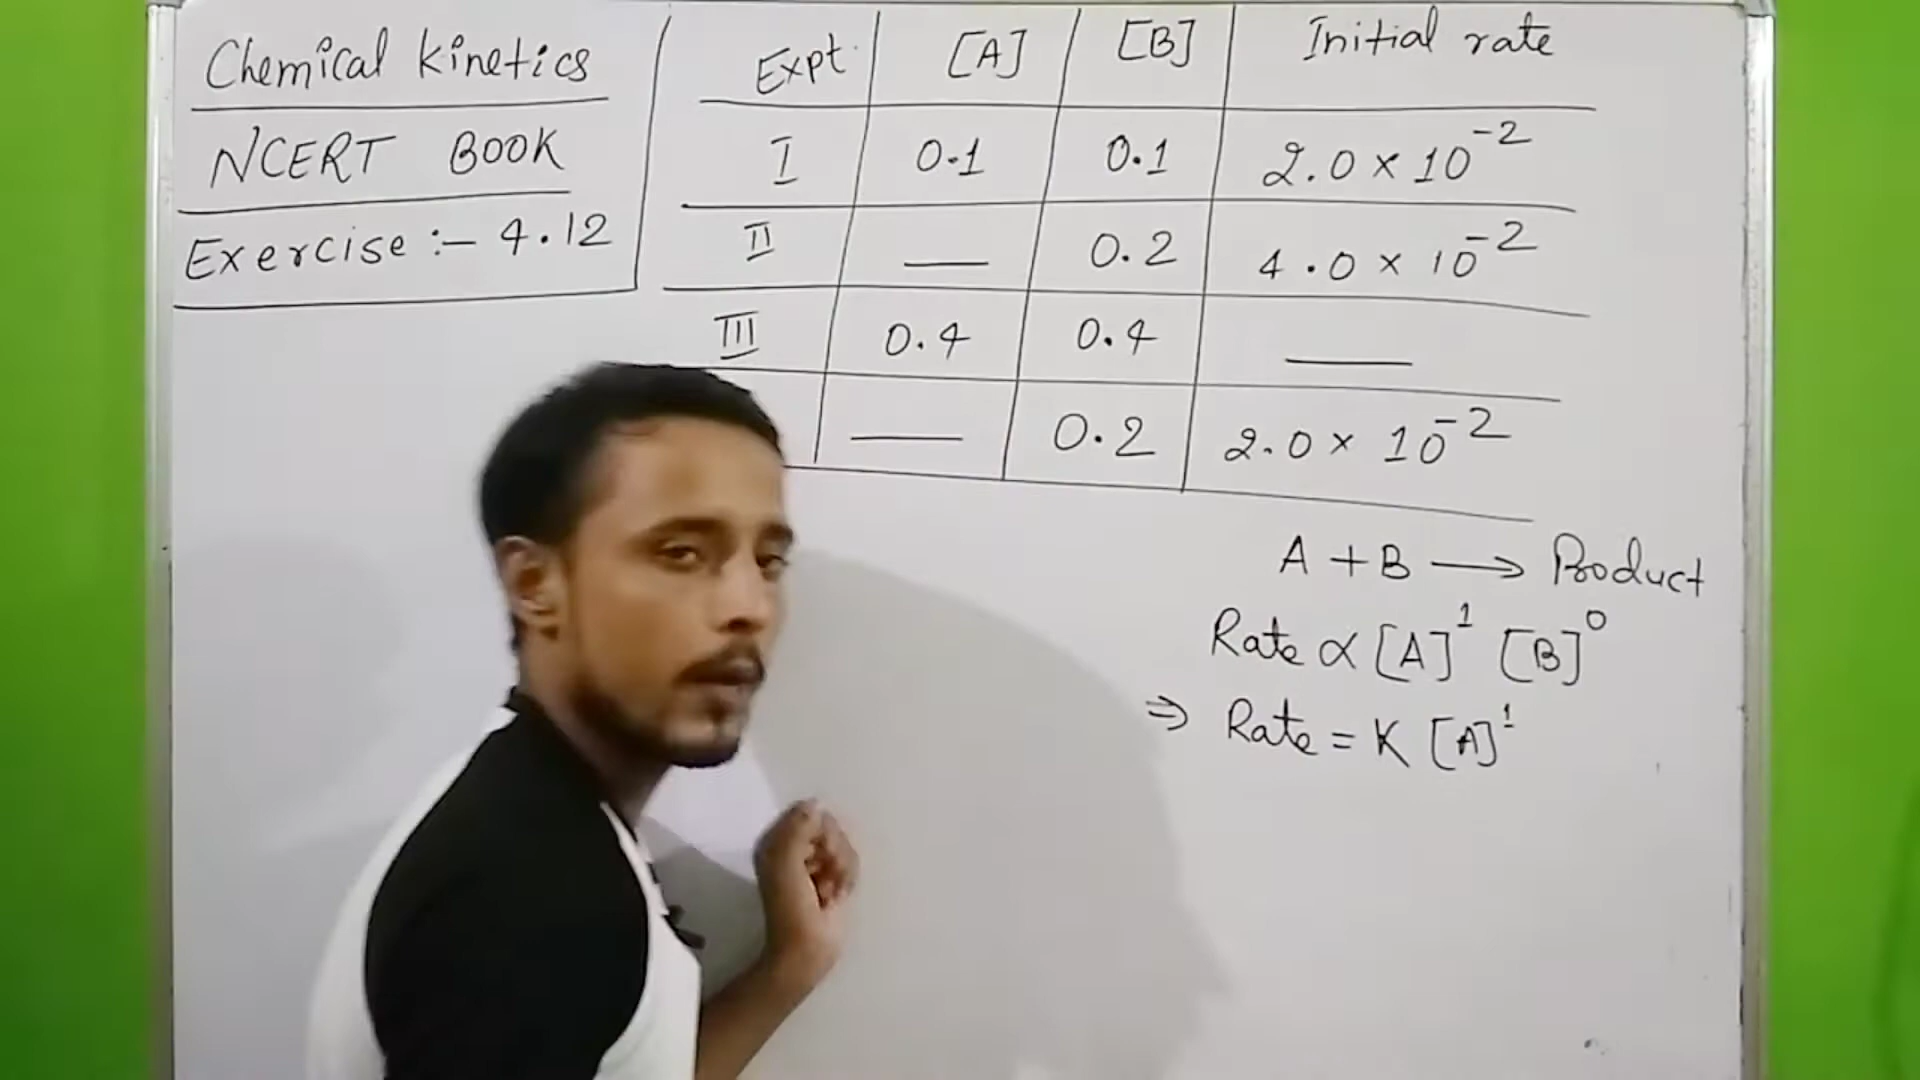 Chemical kinetics
NCERT BOOK
Exercise :– 4.12
Expt. [A] [B] Initial rate
I 0.1 0.1 2.0 × 10⁻²
II — 0.2 4.0 × 10⁻²
III 0.4 0.4 —
— 0.2 2.0 × 10⁻²
A + B ⟶ Product
Rate ∝ [A]¹ [B]⁰
⇒ Rate = K [A]¹